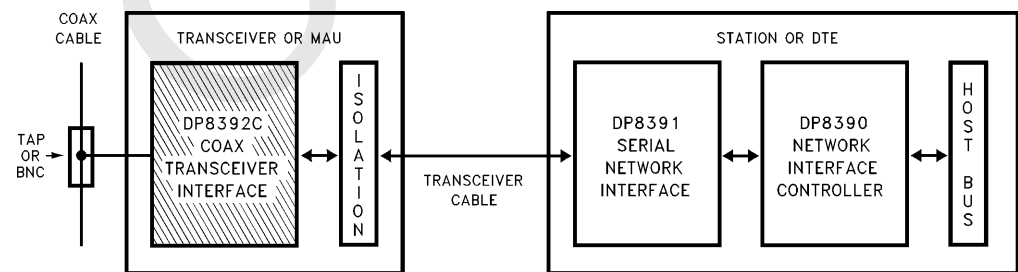 COAX
CABLE
TRANSCEIVER OR MAU
STATION OR DTE
TAP
OR
BNC
DP8392C
COAX
TRANSCEIVER
INTERFACE
ISOLATION
TRANSCEIVER
CABLE
DP8391
SERIAL
NETWORK
INTERFACE
DP8390
NETWORK
INTERFACE
CONTROLLER
HOST BUS